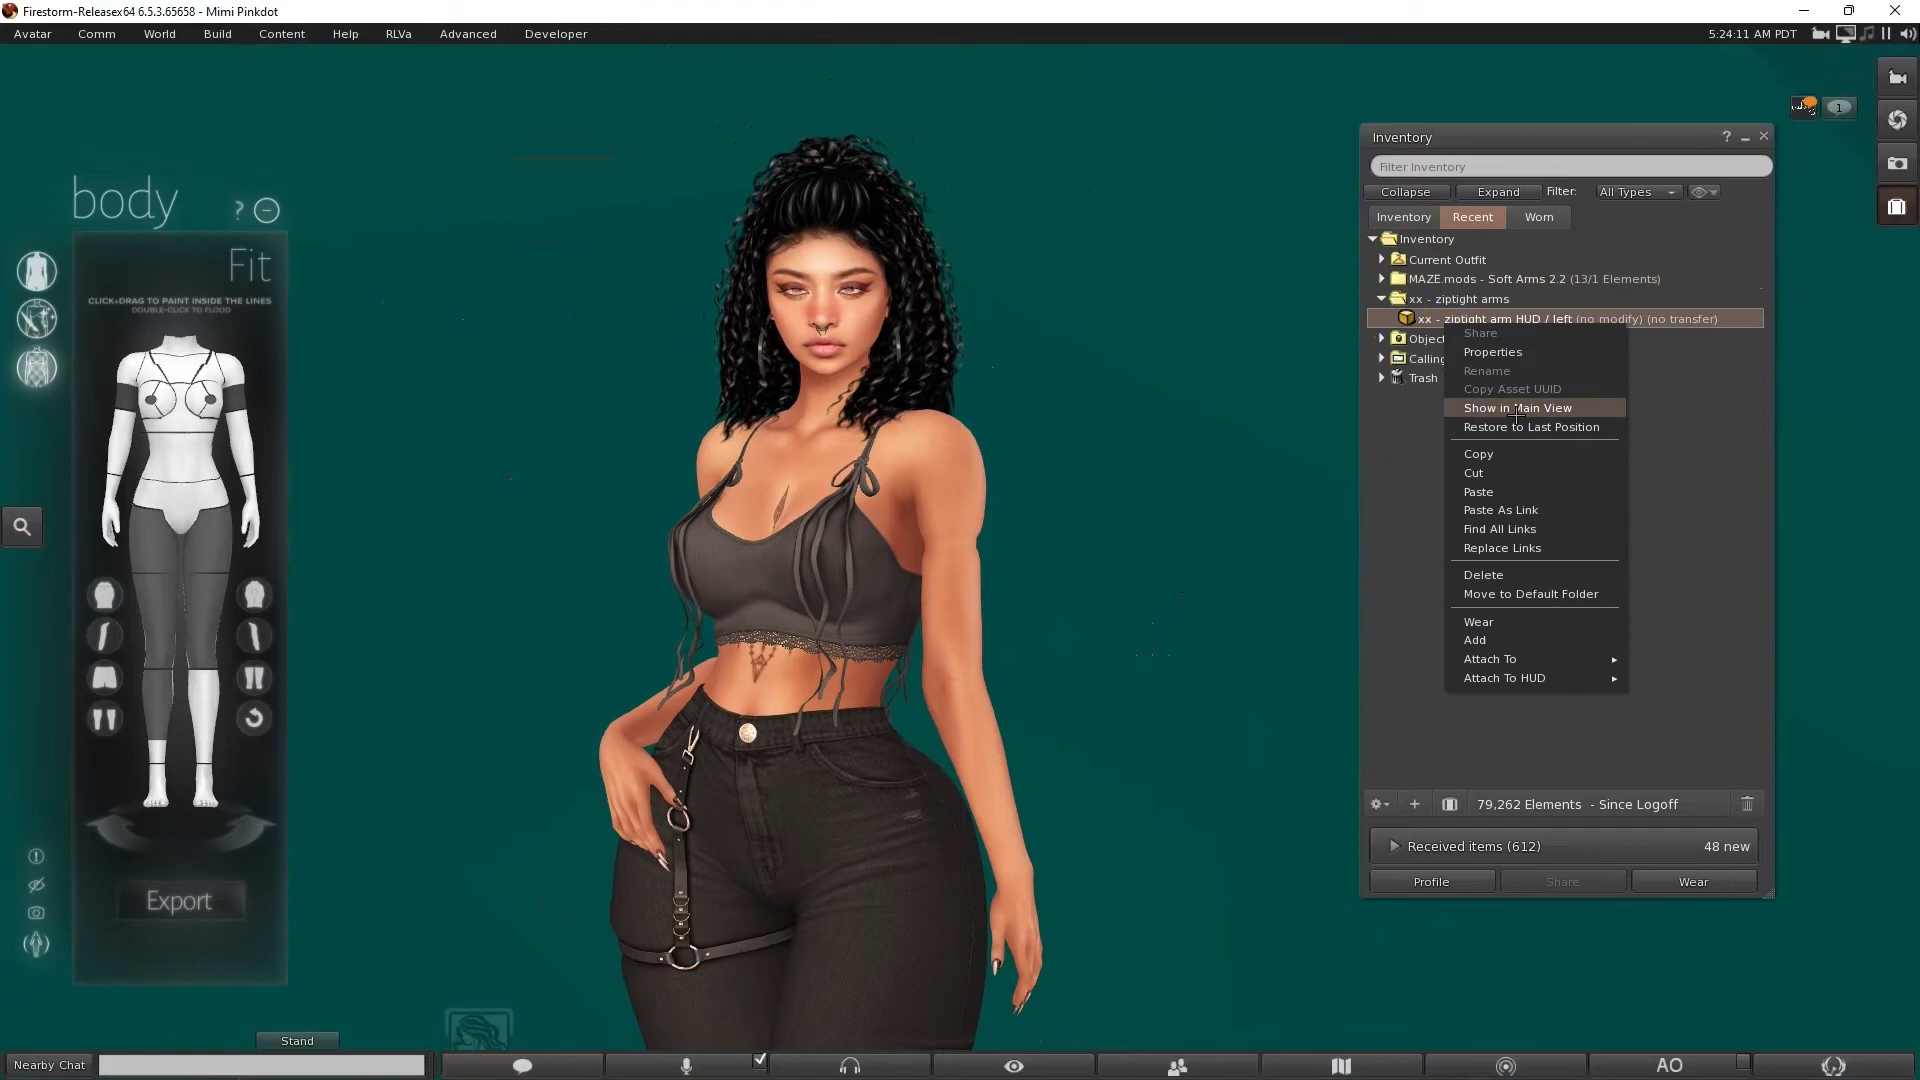 Firestorm-Releasex64 6.5.3.65658 - Mimi Pinkdot
Avatar Comm World Build Content Help RLVa Advanced Developer 5:24:11 AM PDT
1
body ?
Fit
CLICK+DRAG TO PAINT INSIDE THE LINES
DOUBLE-CLICK TO FLOOD
Export
Inventory ?
Filter Inventory
Collapse Expand Filter: All Types
Inventory Recent Worn
Inventory
Current Outfit
MAZE.mods - Soft Arms 2.2 (13/1 Elements)
xx - ziptight arms
xx - ziptight arm HUD / left (no modify) (no transfer)
Object
Calling
Trash
Share
Properties
Rename
Copy Asset UUID
Show in Main View
Restore to Last Position
Copy
Cut
Paste
Paste As Link
Find All Links
Replace Links
Delete
Move to Default Folder
Wear
Add
Attach To
Attach To HUD
79,262 Elements - Since Logoff
Received items (612) 48 new
Profile Share Wear
Stand
Nearby Chat AO